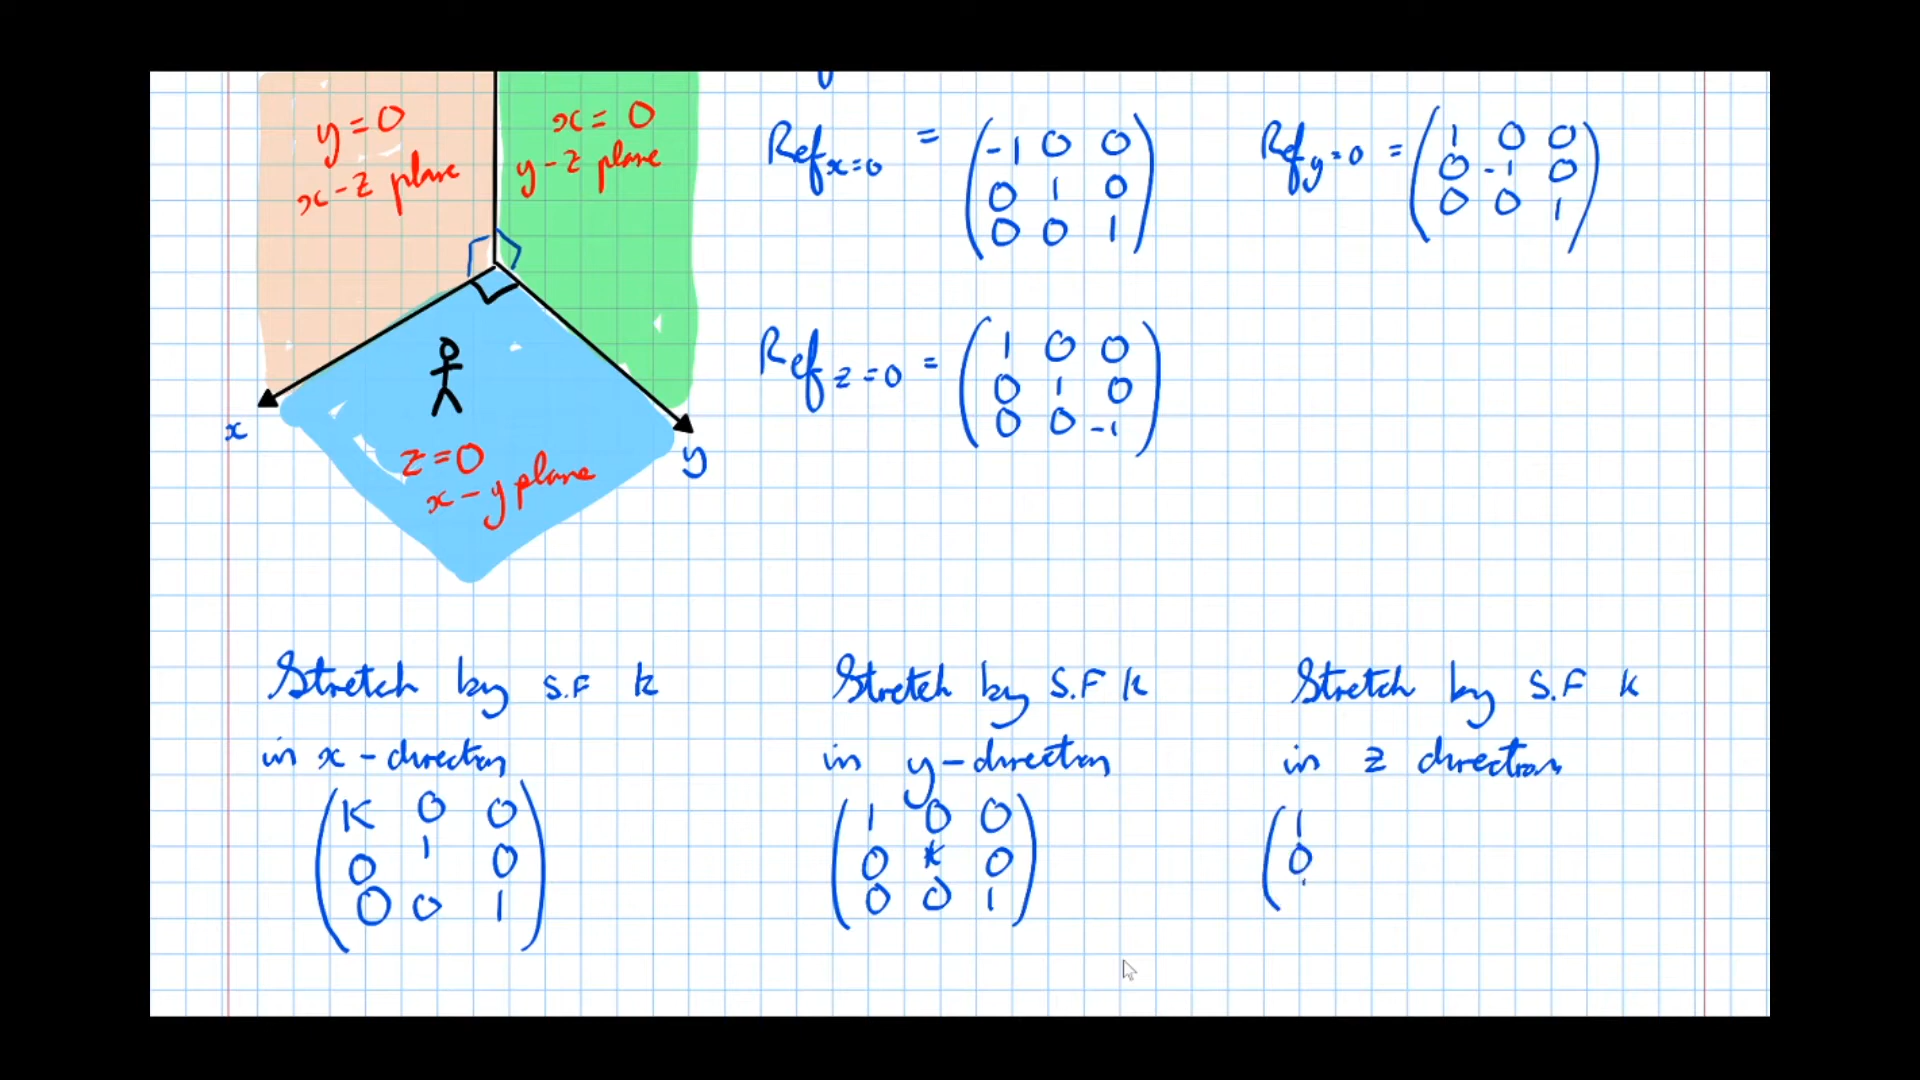 y=0
x-z plane
x=0
y-z plane
Ref x=0 = (-1 0 0
0 1 0
0 0 1)
Ref y=0 = (1 0 0
0 -1 0
0 0 1)
Ref z=0 = (1 0 0
0 1 0
0 0 -1)
x
y
z=0
x-y plane
Stretch by S.F k
in x-direction
(K 0 0
0 1 0
0 0 1)
Stretch by S.F k
in y-direction
(1 0 0
0 k 0
0 0 1)
Stretch by S.F k
in z direction
(1
0